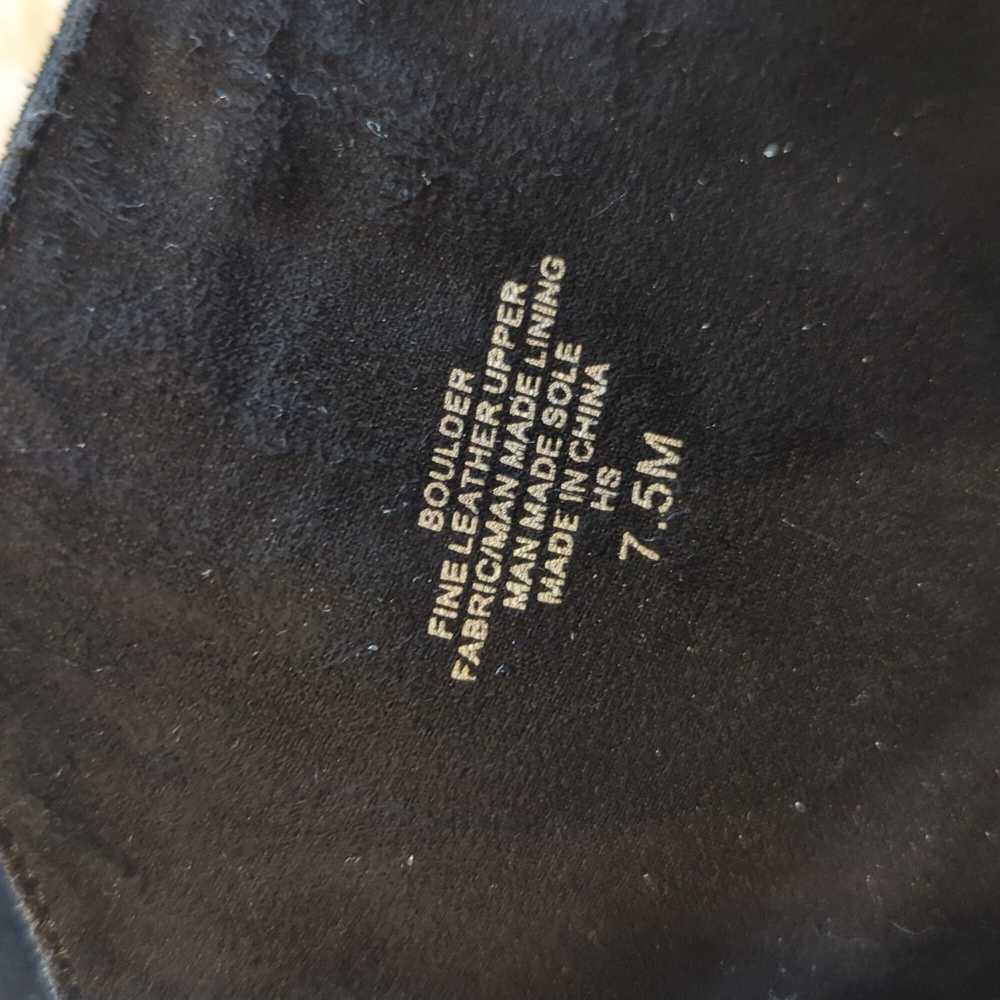 BOULDER
FINE LEATHER UPPER
FABRIC/MAN MADE LINING
MAN MADE SOLE
MADE IN CHINA
HS
7.5M